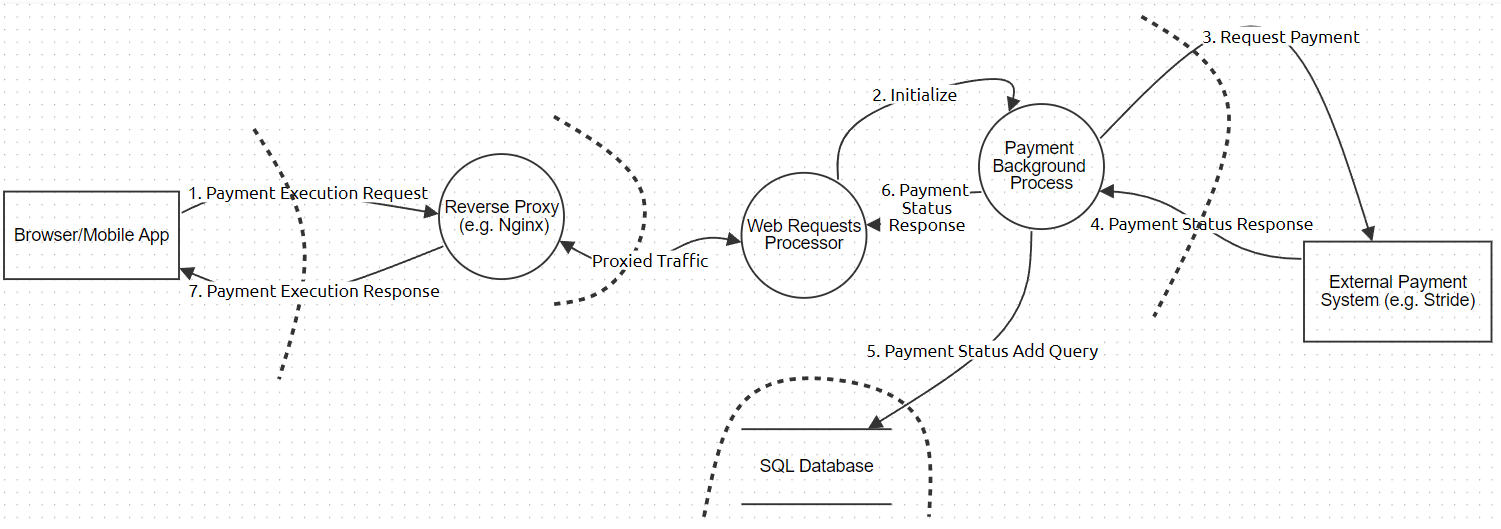 3. Request Payment
2. Initialize
Payment
Background
Process
1. Payment Execution Request
Reverse Proxy
(e.g. Nginx)
6. Payment
Status
Response
Browser/Mobile App
Web Requests
Processor
4. Payment Status Response
Proxied Traffic
7. Payment Execution Response
External Payment
System (e.g. Stride)
5. Payment Status Add Query
SQL Database